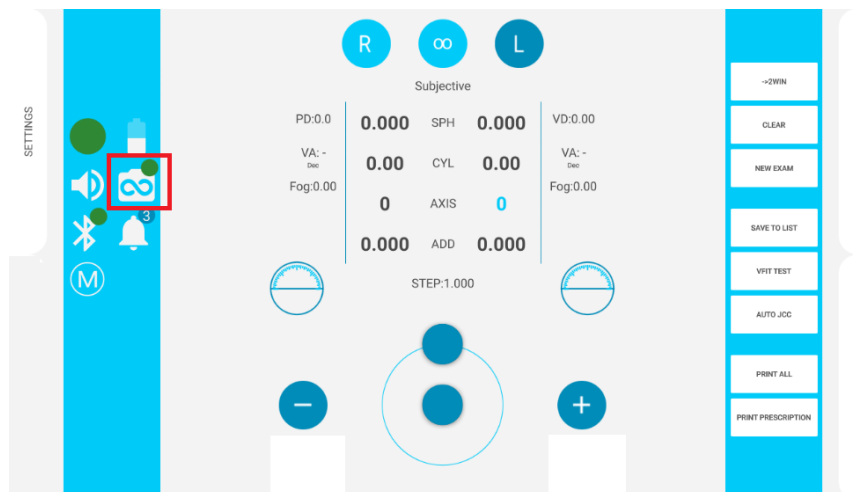 SETTINGS
3
M
R ∞ L
Subjective
PD:0.0 0.000 SPH 0.000 VD:0.00
VA: - 0.00 CYL 0.00 VA: -
Dec Dec
Fog:0.00 0 AXIS 0 Fog:0.00
0.000 ADD 0.000
STEP:1.000
− +
->2WIN
CLEAR
NEW EXAM
SAVE TO LIST
VFIT TEST
AUTO JCC
PRINT ALL
PRINT PRESCRIPTION